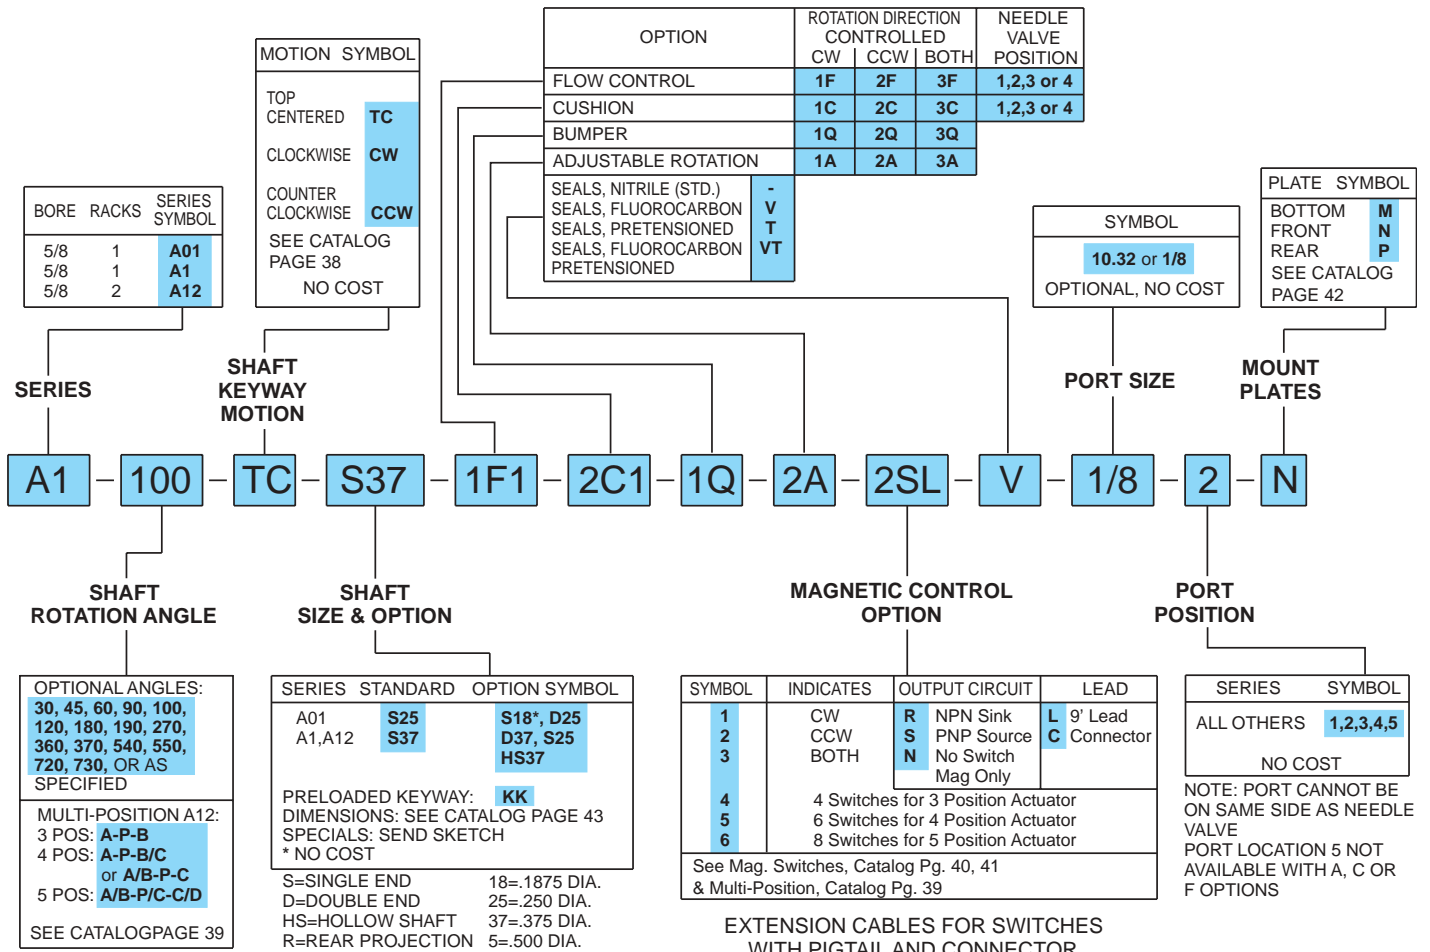 OPTION
ROTATION DIRECTION
CONTROLLED
CW CCW BOTH
NEEDLE
VALVE
POSITION
FLOW CONTROL 1F 2F 3F 1,2,3 or 4
CUSHION 1C 2C 3C 1,2,3 or 4
BUMPER 1Q 2Q 3Q
ADJUSTABLE ROTATION 1A 2A 3A
SEALS, NITRILE (STD.) -
SEALS, FLUOROCARBON V
SEALS, PRETENSIONED T
SEALS, FLUOROCARBON VT
PRETENSIONED
MOTION SYMBOL
TOP
CENTERED TC
CLOCKWISE CW
COUNTER
CLOCKWISE CCW
SEE CATALOG
PAGE 38
NO COST
BORE RACKS SERIES
SYMBOL
5/8 1 A01
5/8 1 A1
5/8 2 A12
SYMBOL
10.32 or 1/8
OPTIONAL, NO COST
PLATE SYMBOL
BOTTOM M
FRONT N
REAR P
SEE CATALOG
PAGE 42
SERIES
SHAFT
KEYWAY
MOTION
PORT SIZE
MOUNT
PLATES
A1 – 100 – TC – S37 – 1F1 – 2C1 – 1Q – 2A – 2SL – V – 1/8 – 2 – N
SHAFT
ROTATION ANGLE
SHAFT
SIZE & OPTION
MAGNETIC CONTROL
OPTION
PORT
POSITION
OPTIONAL ANGLES:
30, 45, 60, 90, 100,
120, 180, 190, 270,
360, 370, 540, 550,
720, 730, OR AS
SPECIFIED
MULTI-POSITION A12:
3 POS: A-P-B
4 POS: A-P-B/C
or A/B-P-C
5 POS: A/B-P/C-C/D
SEE CATALOGPAGE 39
SERIES STANDARD OPTION SYMBOL
A01 S25 S18*, D25
A1,A12 S37 D37, S25
HS37
PRELOADED KEYWAY: KK
DIMENSIONS: SEE CATALOG PAGE 43
SPECIALS: SEND SKETCH
* NO COST
S=SINGLE END 18=.1875 DIA.
D=DOUBLE END 25=.250 DIA.
HS=HOLLOW SHAFT 37=.375 DIA.
R=REAR PROJECTION 5=.500 DIA.
SYMBOL INDICATES OUTPUT CIRCUIT LEAD
1 CW R NPN Sink L 9' Lead
2 CCW S PNP Source C Connector
3 BOTH N No Switch
Mag Only
4 4 Switches for 3 Position Actuator
5 6 Switches for 4 Position Actuator
6 8 Switches for 5 Position Actuator
See Mag. Switches, Catalog Pg. 40, 41
& Multi-Position, Catalog Pg. 39
EXTENSION CABLES FOR SWITCHES
WITH PIGTAIL AND CONNECTOR
SERIES SYMBOL
ALL OTHERS 1,2,3,4,5
NO COST
NOTE: PORT CANNOT BE
ON SAME SIDE AS NEEDLE
VALVE
PORT LOCATION 5 NOT
AVAILABLE WITH A, C OR
F OPTIONS